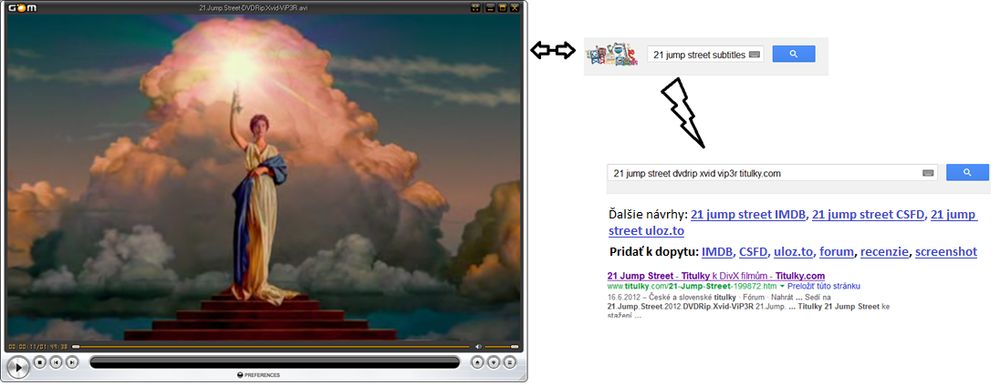 GOM
21.Jump.Street-DVDRip.Xvid-ViP3R.avi
00:00:11/01:49:38
PREFERENCES
21 jump street subtitles
21 jump street dvdrip xvid vip3r titulky.com
Ďalšie návrhy: 21 jump street IMDB, 21 jump street CSFD, 21 jump
street uloz.to
Pridať k dopytu: IMDB, CSFD, uloz.to, forum, recenzie, screenshot
21 Jump Street - Titulky k DivX filmům - Titulky.com
www.titulky.com/21-Jump-Street-199872.htm Preložiť túto stránku
16.6.2012 – České a slovenské titulky · Fórum · Nahrát ... Sedí na
21.Jump.Street.2012.DVDRip.Xvid-ViP3R 21.Jump. ... Titulky 21 Jump Street ke
stažení ...